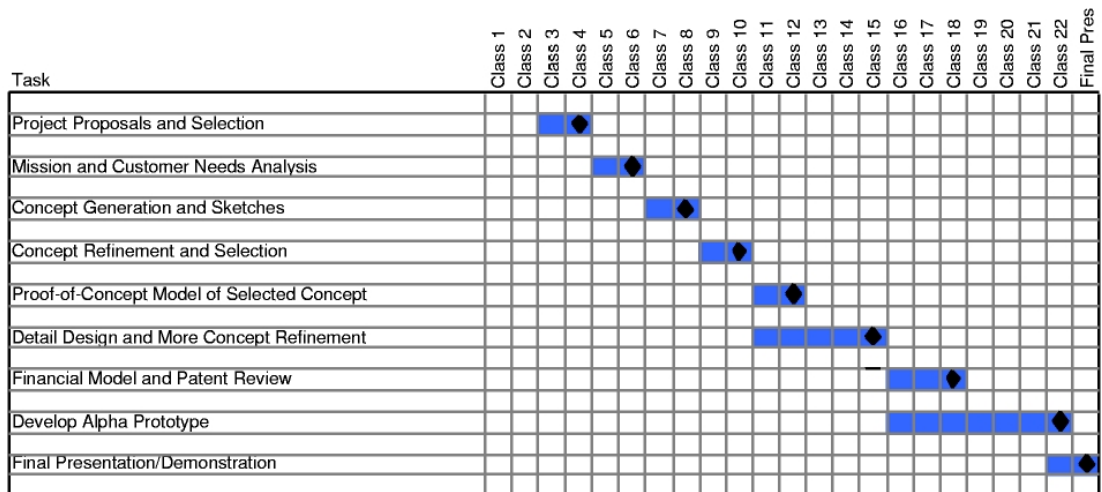 Task
Class 1
Class 2
Class 3
Class 4
Class 5
Class 6
Class 7
Class 8
Class 9
Class 10
Class 11
Class 12
Class 13
Class 14
Class 15
Class 16
Class 17
Class 18
Class 19
Class 20
Class 21
Class 22
Final Pres
Project Proposals and Selection
Mission and Customer Needs Analysis
Concept Generation and Sketches
Concept Refinement and Selection
Proof-of-Concept Model of Selected Concept
Detail Design and More Concept Refinement
Financial Model and Patent Review
Develop Alpha Prototype
Final Presentation/Demonstration